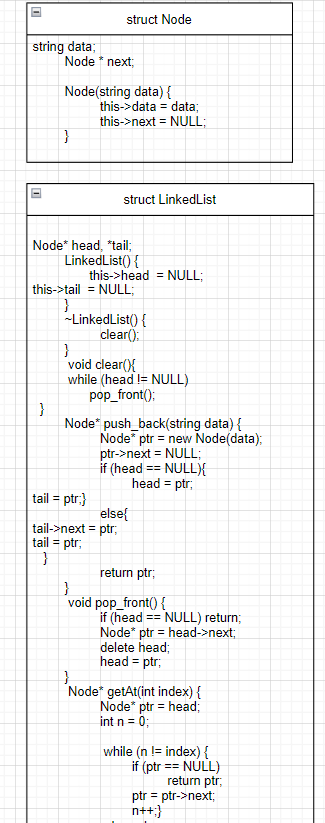 struct Node
string data;
Node * next;
Node(string data) {
this->data = data;
this->next = NULL;
}
struct LinkedList
Node* head, *tail;
LinkedList() {
this->head  = NULL;
this->tail  = NULL;
}
~LinkedList() {
clear();
}
void clear(){
while (head != NULL)
pop_front();
}
Node* push_back(string data) {
Node* ptr = new Node(data);
ptr->next = NULL;
if (head == NULL){
head = ptr;
tail = ptr;}
else{
tail->next = ptr;
tail = ptr;
}
return ptr;
}
void pop_front() {
if (head == NULL) return;
Node* ptr = head->next;
delete head;
head = ptr;
}
Node* getAt(int index) {
Node* ptr = head;
int n = 0;
while (n != index) {
if (ptr == NULL)
return ptr;
ptr = ptr->next;
n++;}